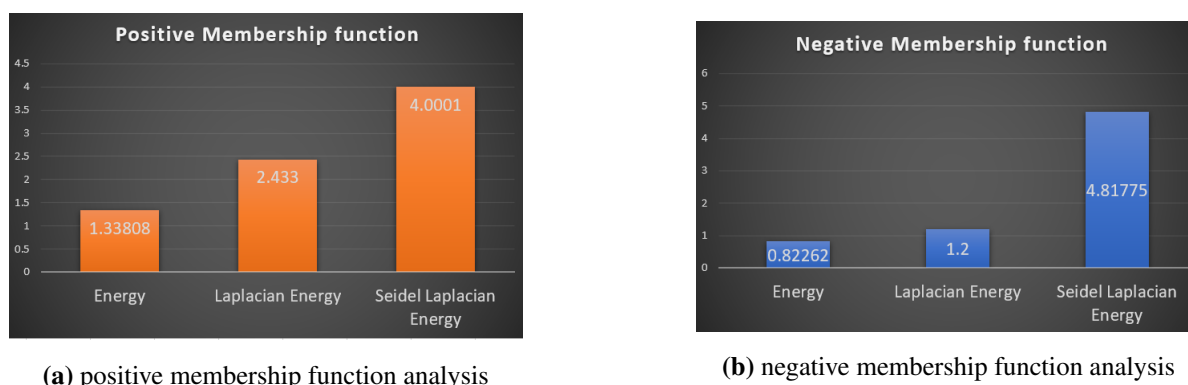 Positive Membership function
4.5
4
3.5
3
2.5
2
1.5
1
0.5
0
1.33808
2.433
4.0001
Energy
Laplacian Energy
Seidel Laplacian
Energy
(a) positive membership function analysis
Negative Membership function
6
5
4
3
2
1
0
0.82262
1.2
4.81775
Energy
Laplacian Energy
Seidel Laplacian
Energy
(b) negative membership function analysis